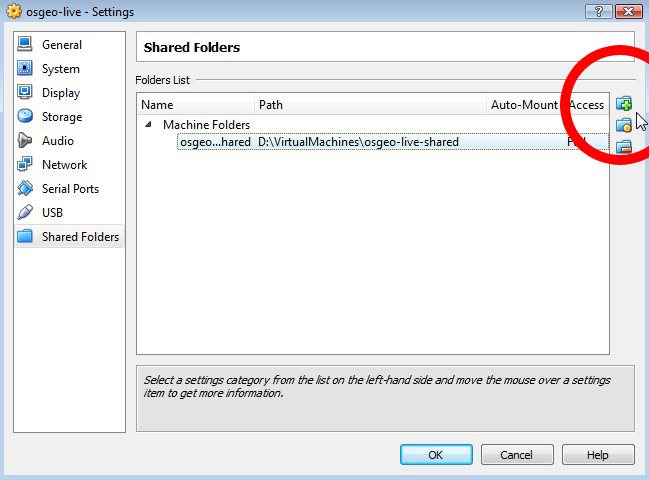 osgeo-live - Settings
General
System
Display
Storage
Audio
Network
Serial Ports
USB
Shared Folders
Shared Folders
Folders List
Name Path Auto-Mount Access
Machine Folders
osgeo...hared D:\VirtualMachines\osgeo-live-shared
Select a settings category from the list on the left-hand side and move the mouse over a settings
item to get more information.
OK Cancel Help